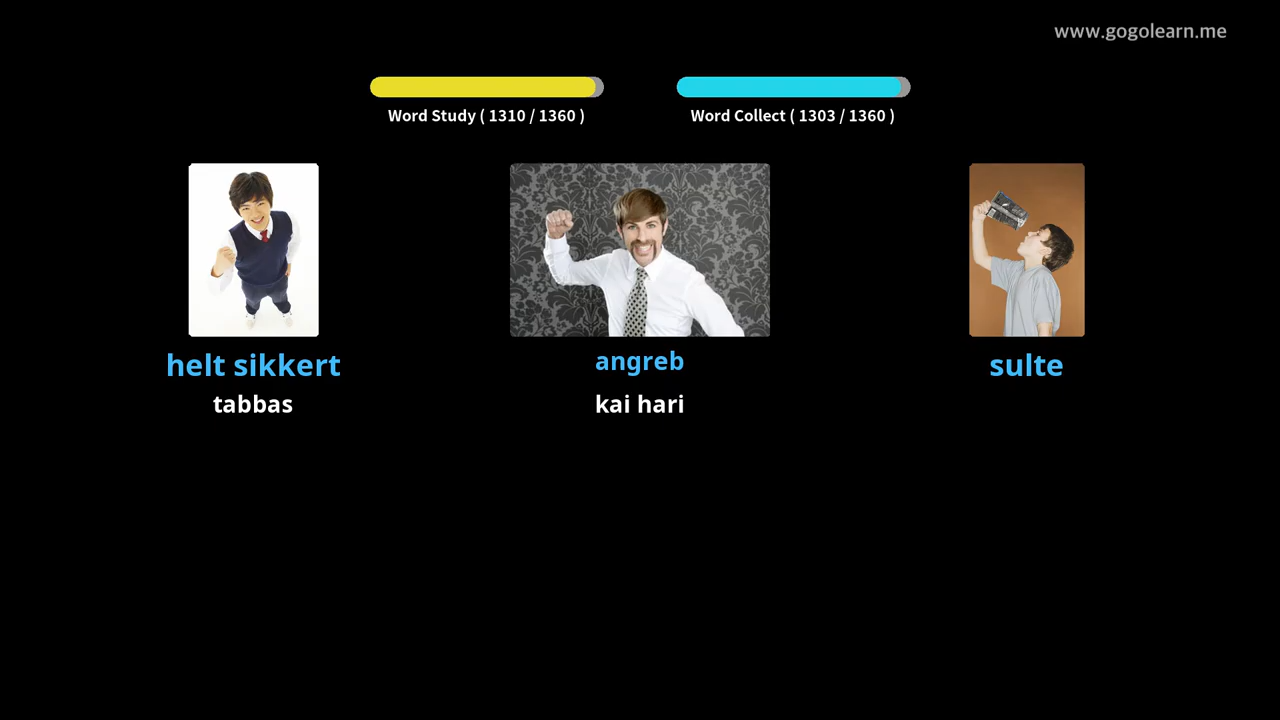 www.gogolearn.me
Word Study ( 1310 / 1360 )
Word Collect ( 1303 / 1360 )
helt sikkert
tabbas
angreb
kai hari
sulte